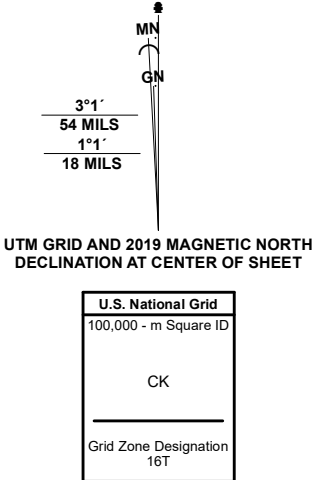 MN
GN
3°1´
54 MILS
1°1´
18 MILS
UTM GRID AND 2019 MAGNETIC NORTH
DECLINATION AT CENTER OF SHEET
U.S. National Grid
100,000 - m Square ID
CK
Grid Zone Designation
16T